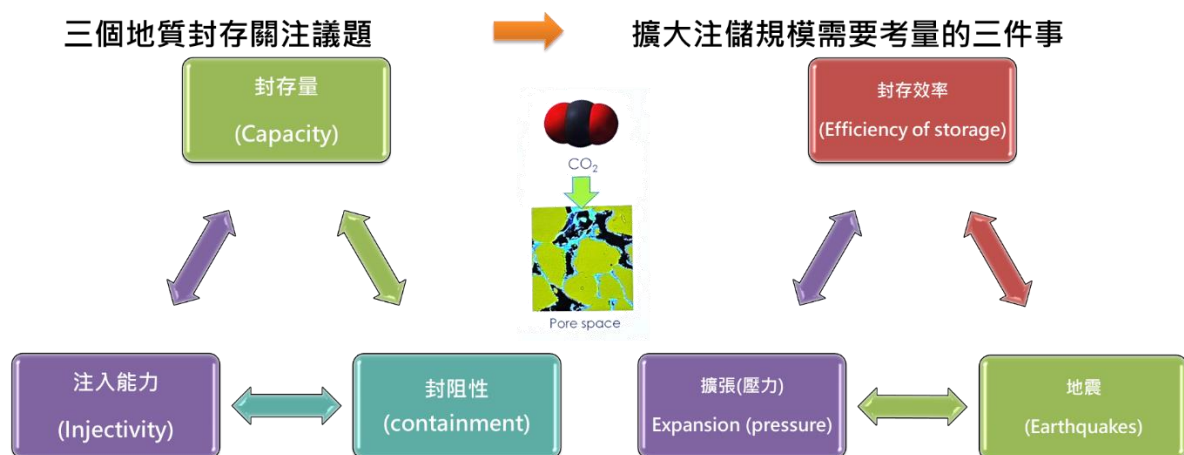 三個地質封存關注議題
擴大注儲規模需要考量的三件事
封存量
(Capacity)
注入能力
(Injectivity)
封阻性
(containment)
CO₂
Pore space
封存效率
(Efficiency of storage)
擴張(壓力)
Expansion (pressure)
地震
(Earthquakes)